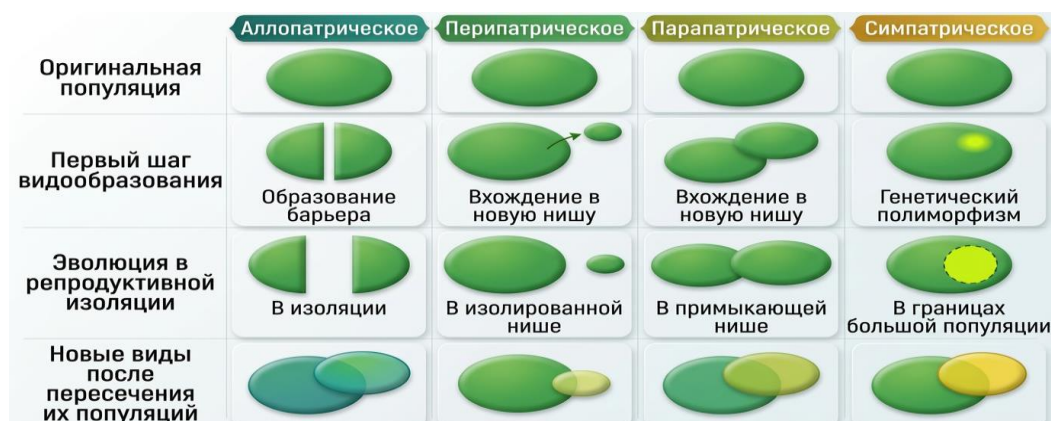 Аллопатрическое
Перипатрическое
Парапатрическое
Симпатрическое
Оригинальная
популяция
Первый шаг
видообразования
Образование
барьера
Вхождение в
новую нишу
Вхождение в
новую нишу
Генетический
полиморфизм
Эволюция в
репродуктивной
изоляции
В изоляции
В изолированной
нише
В примыкающей
нише
В границах
большой популяции
Новые виды
после
пересечения
их популяций